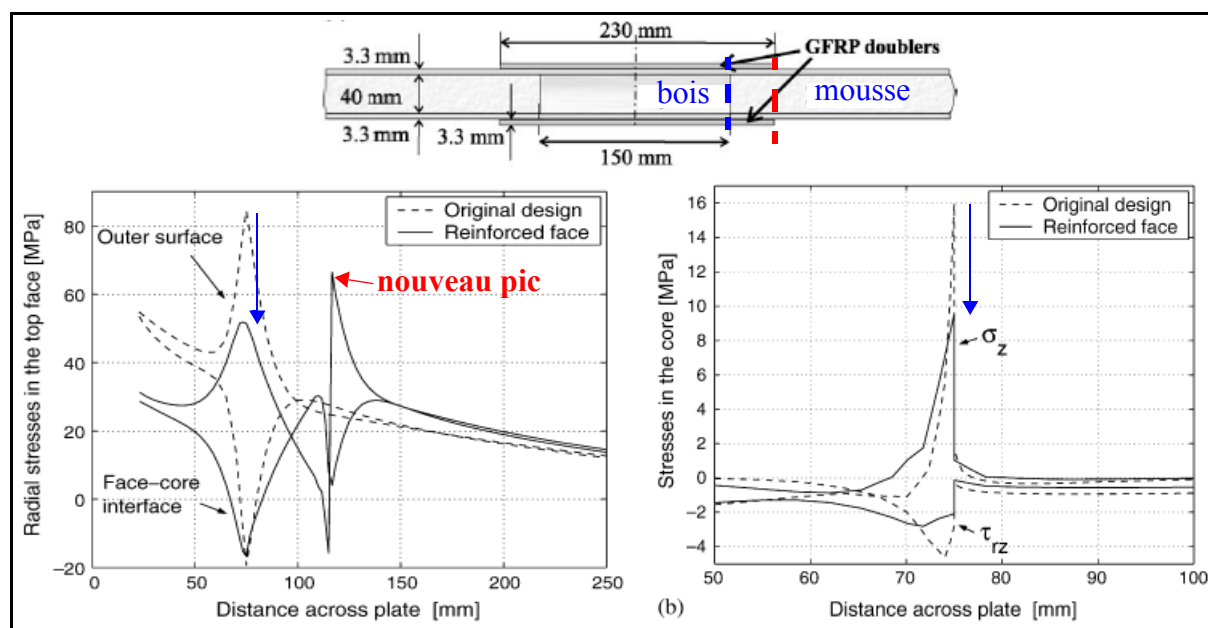 230 mm
GFRP doublers
3.3 mm
40 mm
bois
mousse
3.3 mm
3.3 mm
150 mm
Radial stresses in the top face [MPa]
80
60
40
20
0
−20
Original design
Reinforced face
Outer surface
nouveau pic
Face–core
interface
0
50
100
150
200
250
Distance across plate [mm]
Stresses in the core [MPa]
16
14
12
10
8
6
4
2
0
−2
−4
Original design
Reinforced face
σz
τrz
50
60
70
80
90
100
(b)
Distance across plate [mm]